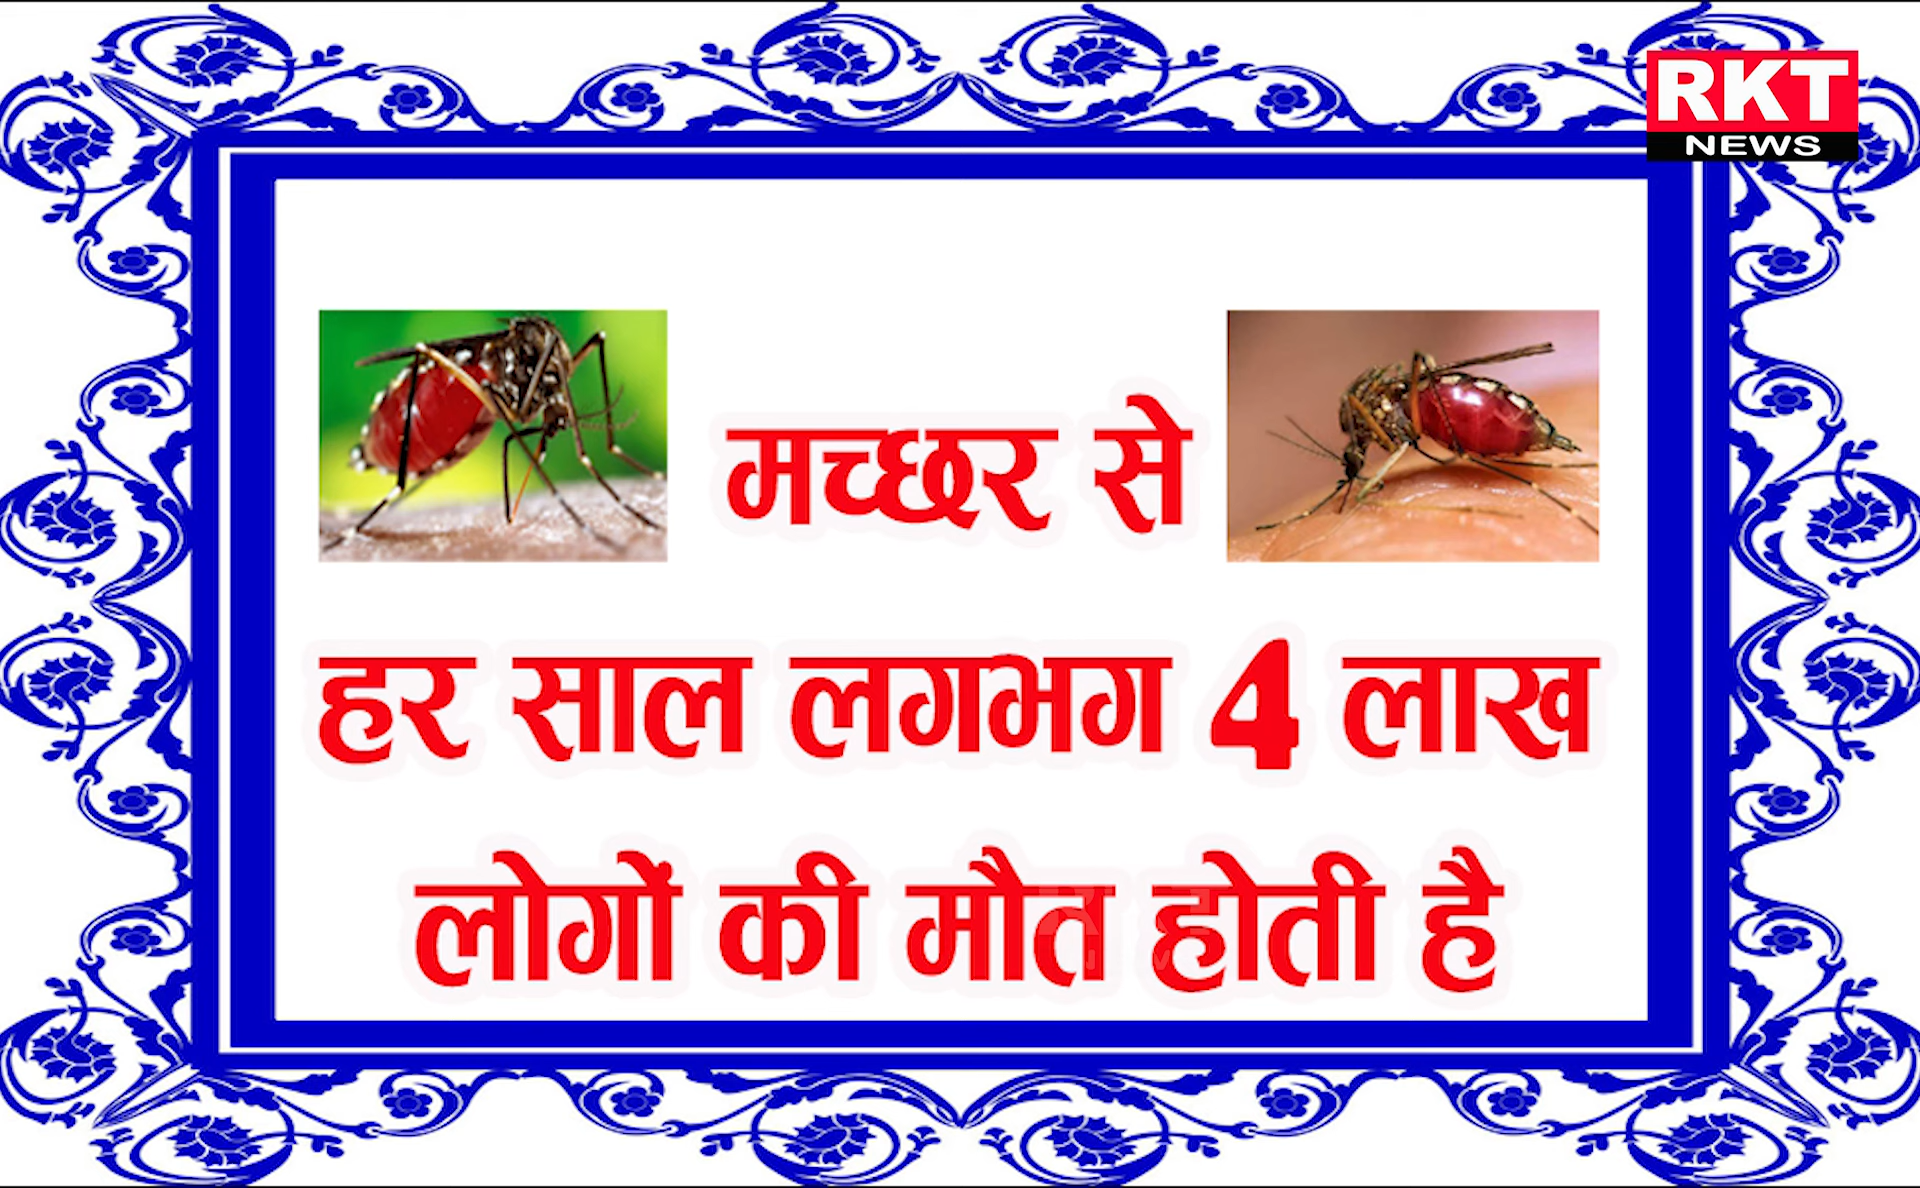 RKT
NEWS
मच्छर से
हर साल लगभग 4 लाख
लोगों की मौत होती है